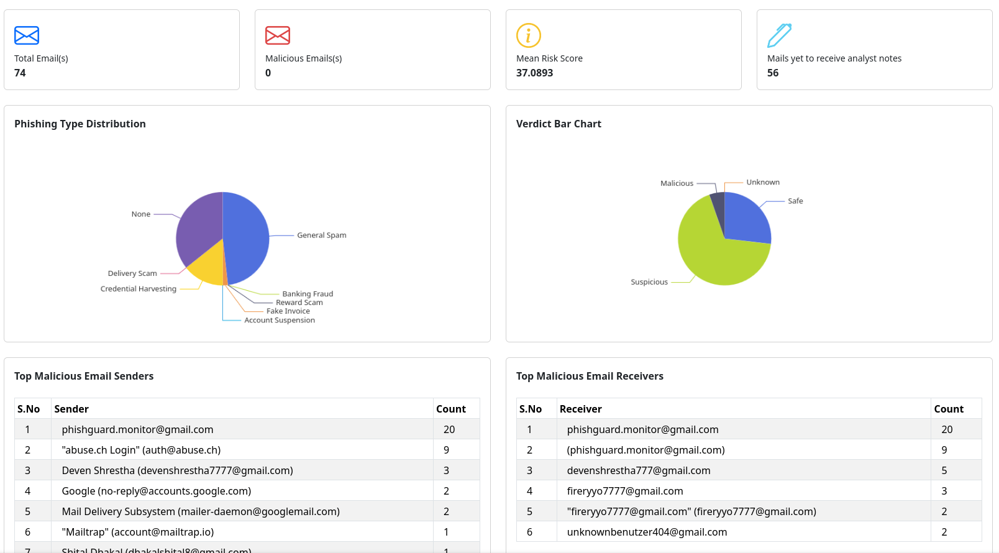 Total Email(s)
74
Malicious Emails(s)
0
Mean Risk Score
37.0893
Mails yet to receive analyst notes
56
Phishing Type Distribution
None
General Spam
Delivery Scam
Credential Harvesting
Banking Fraud
Reward Scam
Fake Invoice
Account Suspension
Verdict Bar Chart
Malicious
Unknown
Safe
Suspicious
Top Malicious Email Senders
S.No Sender Count
1 phishguard.monitor@gmail.com 20
2 "abuse.ch Login" (auth@abuse.ch) 9
3 Deven Shrestha (devenshrestha7777@gmail.com) 3
4 Google (no-reply@accounts.google.com) 2
5 Mail Delivery Subsystem (mailer-daemon@googlemail.com) 2
6 "Mailtrap" (account@mailtrap.io) 1
7 Shital Dhakal (dhakalshital8@gmail.com) 1
Top Malicious Email Receivers
S.No Receiver Count
1 phishguard.monitor@gmail.com 20
2 (phishguard.monitor@gmail.com) 9
3 devenshrestha777@gmail.com 5
4 fireryyo7777@gmail.com 3
5 "fireryyo7777@gmail.com" (fireryyo7777@gmail.com) 2
6 unknownbenutzer404@gmail.com 2